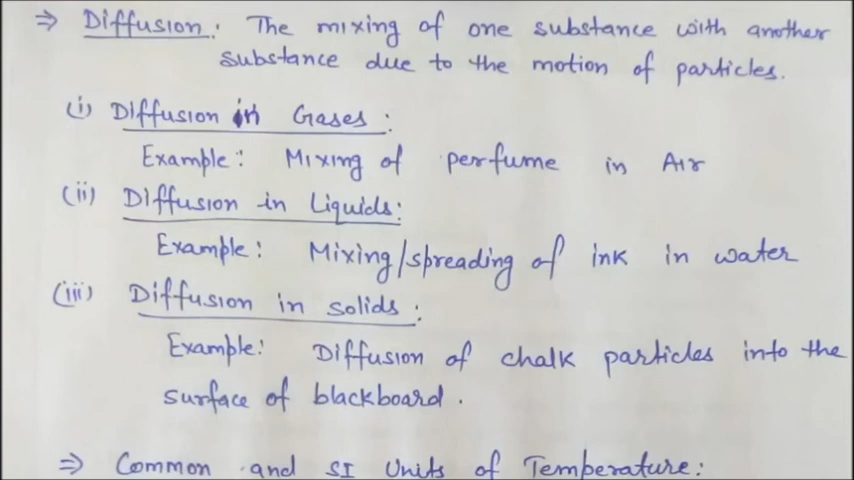 ⇒ Diffusion: The mixing of one substance with another
substance due to the motion of particles.
(i) Diffusion in Gases:
Example: Mixing of perfume in Air
(ii) Diffusion in Liquids:
Example: Mixing/spreading of ink in water
(iii) Diffusion in solids:
Example: Diffusion of chalk particles into the
surface of blackboard.
⇒ Common and SI Units of Temperature: